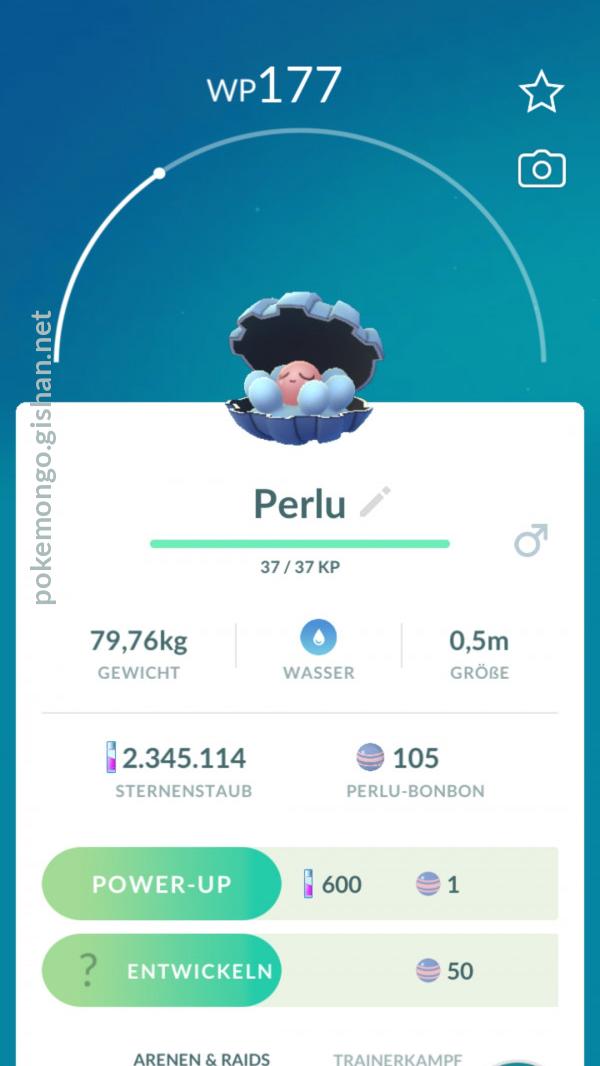 WP177
pokemongo.gishan.net
Perlu
37 / 37 KP
79,76kg
GEWICHT
WASSER
0,5m
GRÖßE
2.345.114
STERNENSTAUB
105
PERLU-BONBON
POWER-UP 600 1
? ENTWICKELN 50
ARENEN & RAIDS TRAINERKAMPF